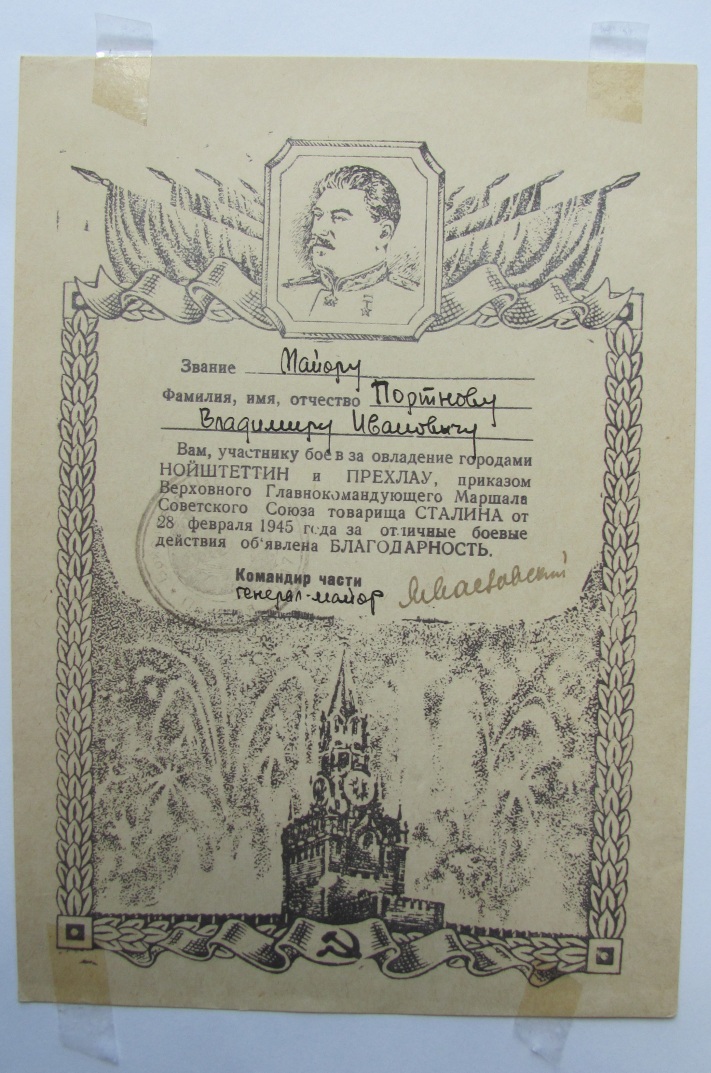 Звание Майору
Фамилия, имя, отчество Портнову
Владимиру Ивановичу
Вам, участнику боев за овладение городами
НОЙШТЕТТИН и ПРЕХЛАУ, приказом
Верховного Главнокомандующего Маршала
Советского Союза товарища СТАЛИНА от
28 февраля 1945 года за отличные боевые
действия об'явлена БЛАГОДАРНОСТЬ.
Командир части
генерал-майор